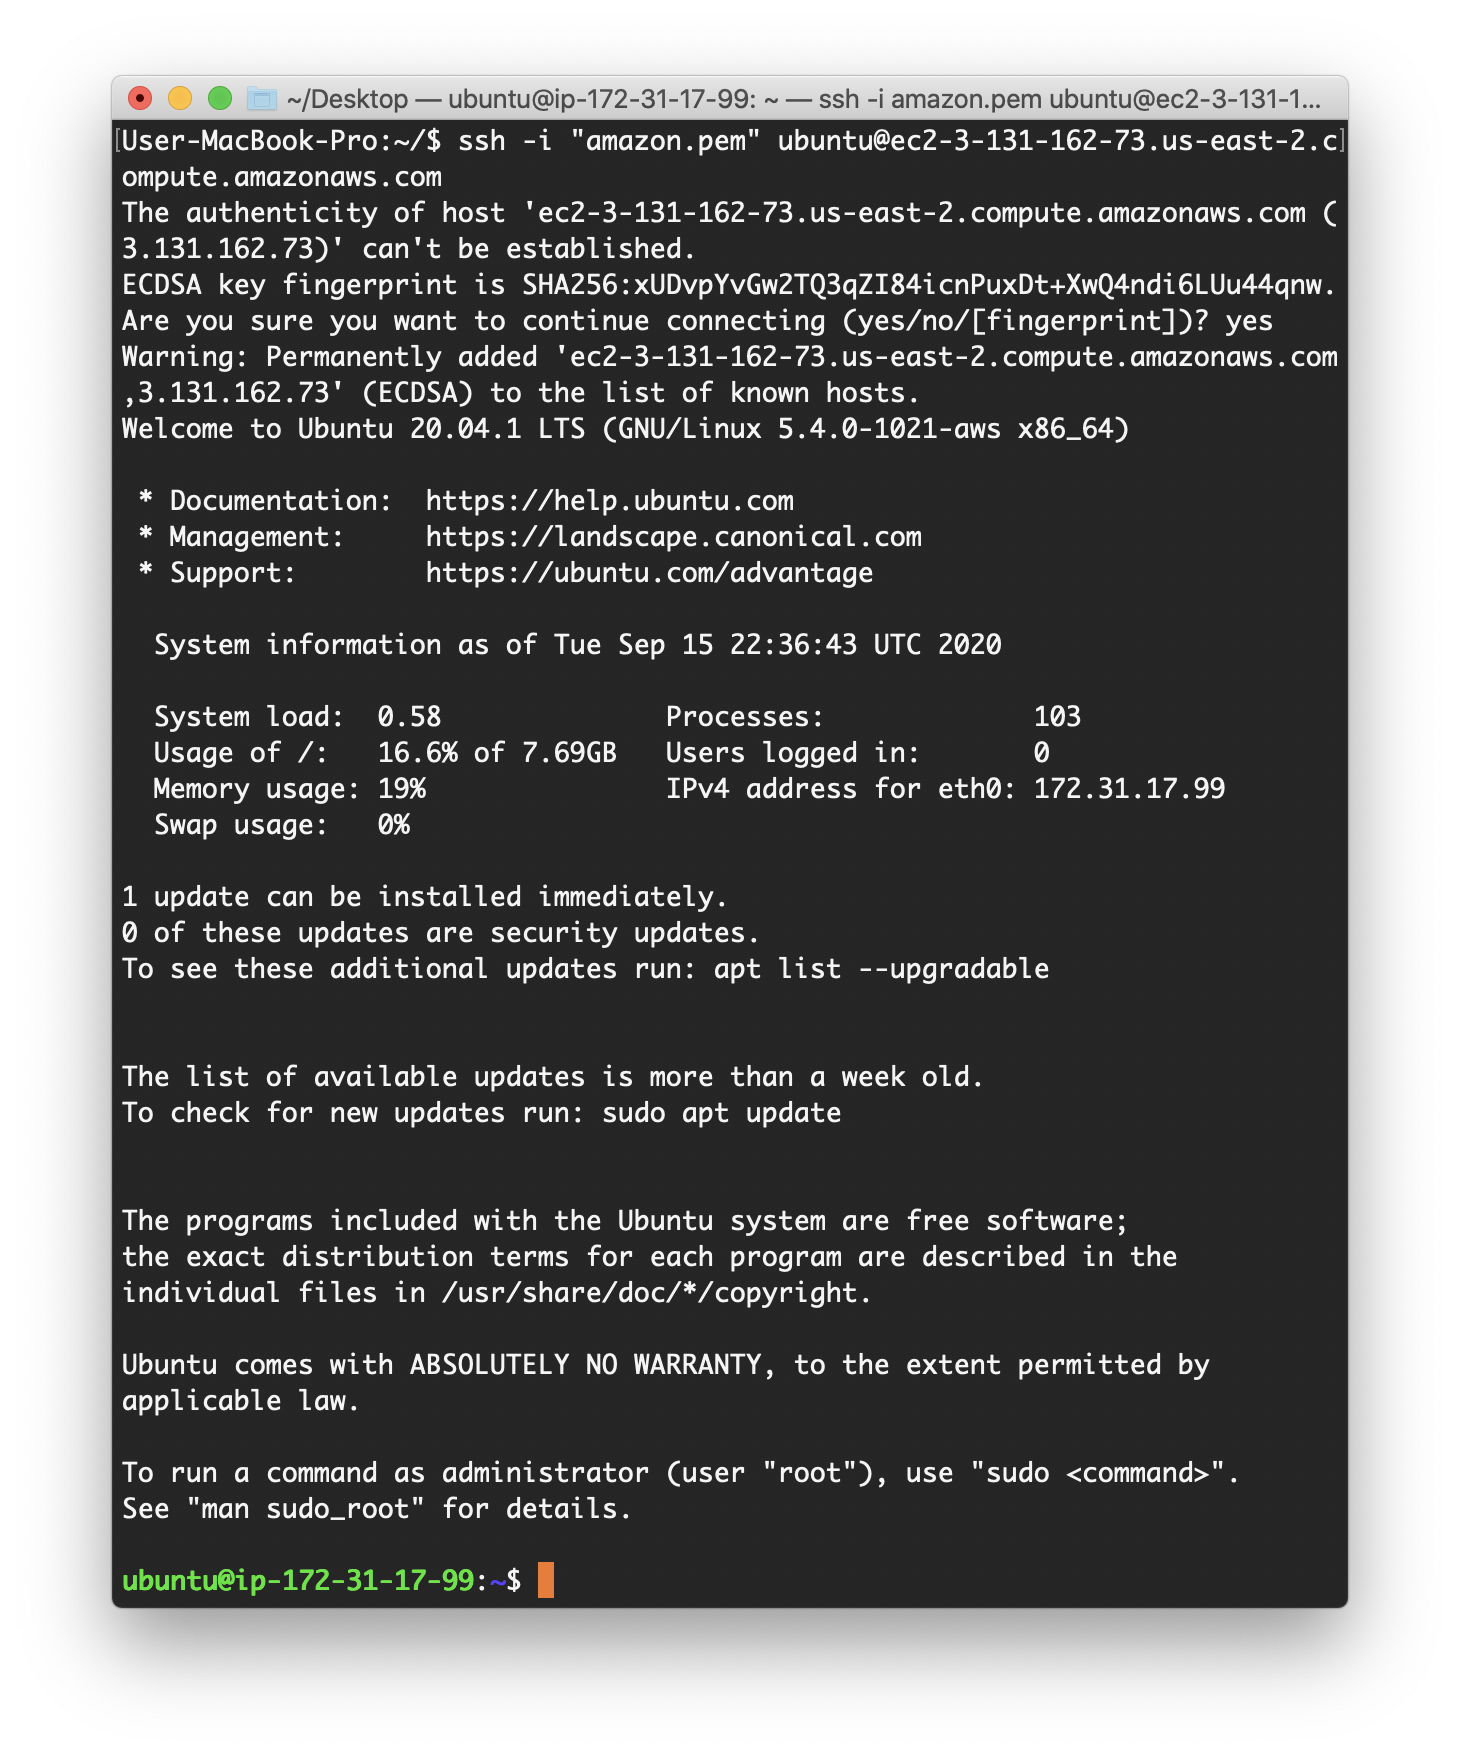 ~/Desktop — ubuntu@ip-172-31-17-99: ~ — ssh -i amazon.pem ubuntu@ec2-3-131-1...
[User-MacBook-Pro:~/$ ssh -i "amazon.pem" ubuntu@ec2-3-131-162-73.us-east-2.c]
ompute.amazonaws.com
The authenticity of host 'ec2-3-131-162-73.us-east-2.compute.amazonaws.com (
3.131.162.73)' can't be established.
ECDSA key fingerprint is SHA256:xUDvpYvGw2TQ3qZI84icnPuxDt+XwQ4ndi6LUu44qnw.
Are you sure you want to continue connecting (yes/no/[fingerprint])? yes
Warning: Permanently added 'ec2-3-131-162-73.us-east-2.compute.amazonaws.com
,3.131.162.73' (ECDSA) to the list of known hosts.
Welcome to Ubuntu 20.04.1 LTS (GNU/Linux 5.4.0-1021-aws x86_64)

 * Documentation:  https://help.ubuntu.com
 * Management:     https://landscape.canonical.com
 * Support:        https://ubuntu.com/advantage

  System information as of Tue Sep 15 22:36:43 UTC 2020

  System load:  0.58              Processes:             103
  Usage of /:   16.6% of 7.69GB   Users logged in:       0
  Memory usage: 19%               IPv4 address for eth0: 172.31.17.99
  Swap usage:   0%

1 update can be installed immediately.
0 of these updates are security updates.
To see these additional updates run: apt list --upgradable

The list of available updates is more than a week old.
To check for new updates run: sudo apt update

The programs included with the Ubuntu system are free software;
the exact distribution terms for each program are described in the
individual files in /usr/share/doc/*/copyright.

Ubuntu comes with ABSOLUTELY NO WARRANTY, to the extent permitted by
applicable law.

To run a command as administrator (user "root"), use "sudo <command>".
See "man sudo_root" for details.

ubuntu@ip-172-31-17-99:~$